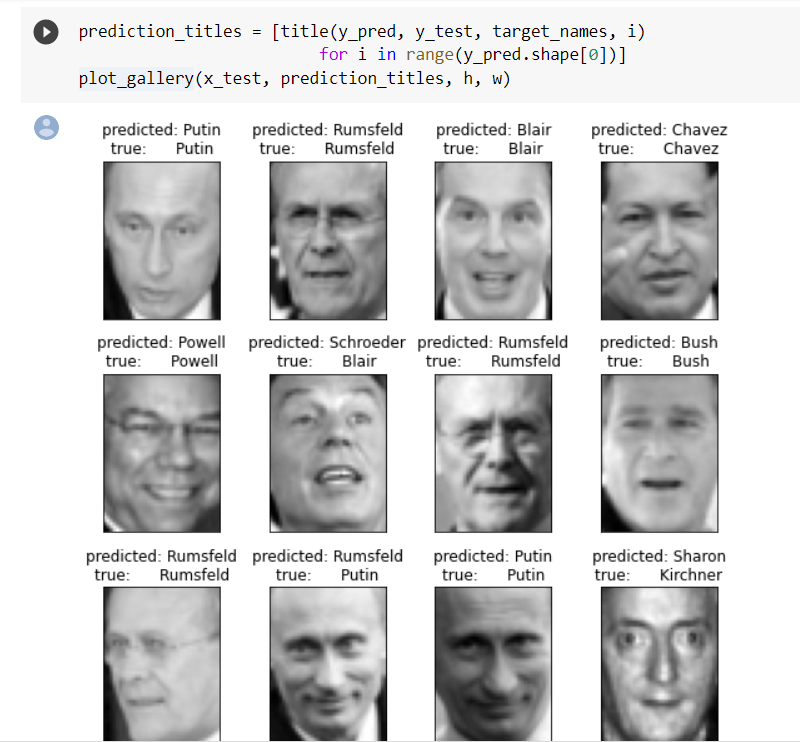 prediction_titles = [title(y_pred, y_test, target_names, i)
for i in range(y_pred.shape[0])]
plot_gallery(x_test, prediction_titles, h, w)
predicted: Putin
true: Putin
predicted: Rumsfeld
true: Rumsfeld
predicted: Blair
true: Blair
predicted: Chavez
true: Chavez
predicted: Powell
true: Powell
predicted: Schroeder
true: Blair
predicted: Rumsfeld
true: Rumsfeld
predicted: Bush
true: Bush
predicted: Rumsfeld
true: Rumsfeld
predicted: Rumsfeld
true: Putin
predicted: Putin
true: Putin
predicted: Sharon
true: Kirchner